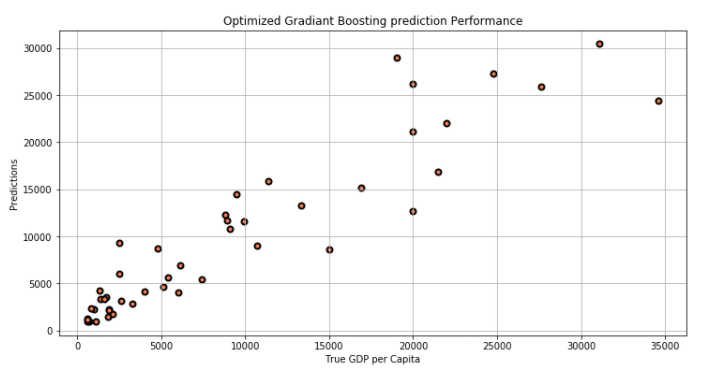 Optimized Gradiant Boosting prediction Performance
30000
25000
20000
15000
10000
5000
0
Predictions
0 5000 10000 15000 20000 25000 30000 35000
True GDP per Capita